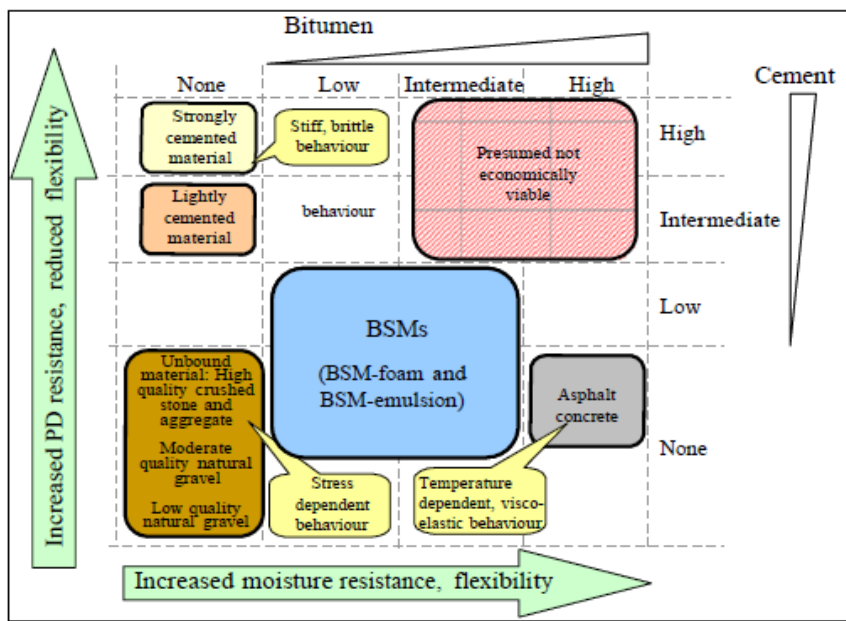 Bitumen
Cement
None
Low
Intermediate
High
Strongly
cemented
material
Stiff, brittle
behaviour
Presumed not
economically
viable
High
Lightly
cemented
material
behaviour
Intermediate
BSMs
(BSM-foam and
BSM-emulsion)
Low
Unbound
material: High
quality crushed
stone and
aggregate
Moderate
quality natural
gravel
Low quality
natural gravel
Asphalt
concrete
None
Stress
dependent
behaviour
Temperature
dependent, visco-
elastic behaviour
Increased PD resistance, reduced flexibility
Increased moisture resistance, flexibility